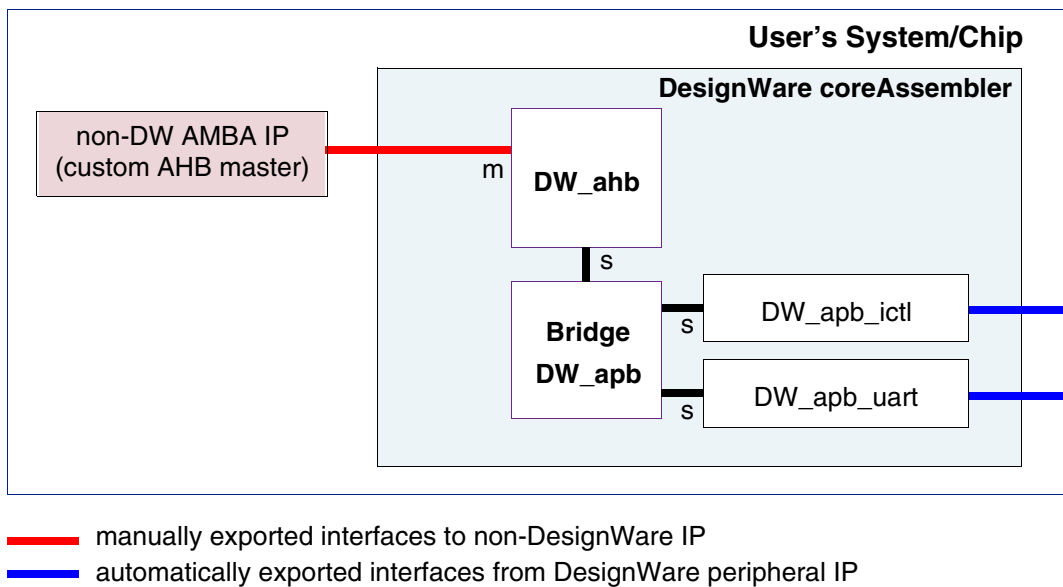 User's System/Chip
DesignWare coreAssembler
non-DW AMBA IP
(custom AHB master)
m
DW_ahb
s
Bridge
DW_apb
s
DW_apb_ictl
s
DW_apb_uart
manually exported interfaces to non-DesignWare IP
automatically exported interfaces from DesignWare peripheral IP